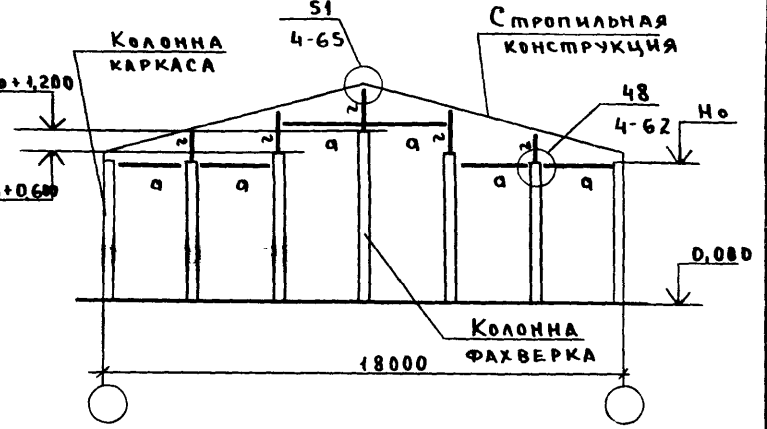 51
4-65
Стропильная
конструкция
Колонна
каркаса
+1,200
48
4-62
Но
г
г
г
г
г
а
а
а
а
а
а
+0,600
0,000
Колонна
фахверка
18000